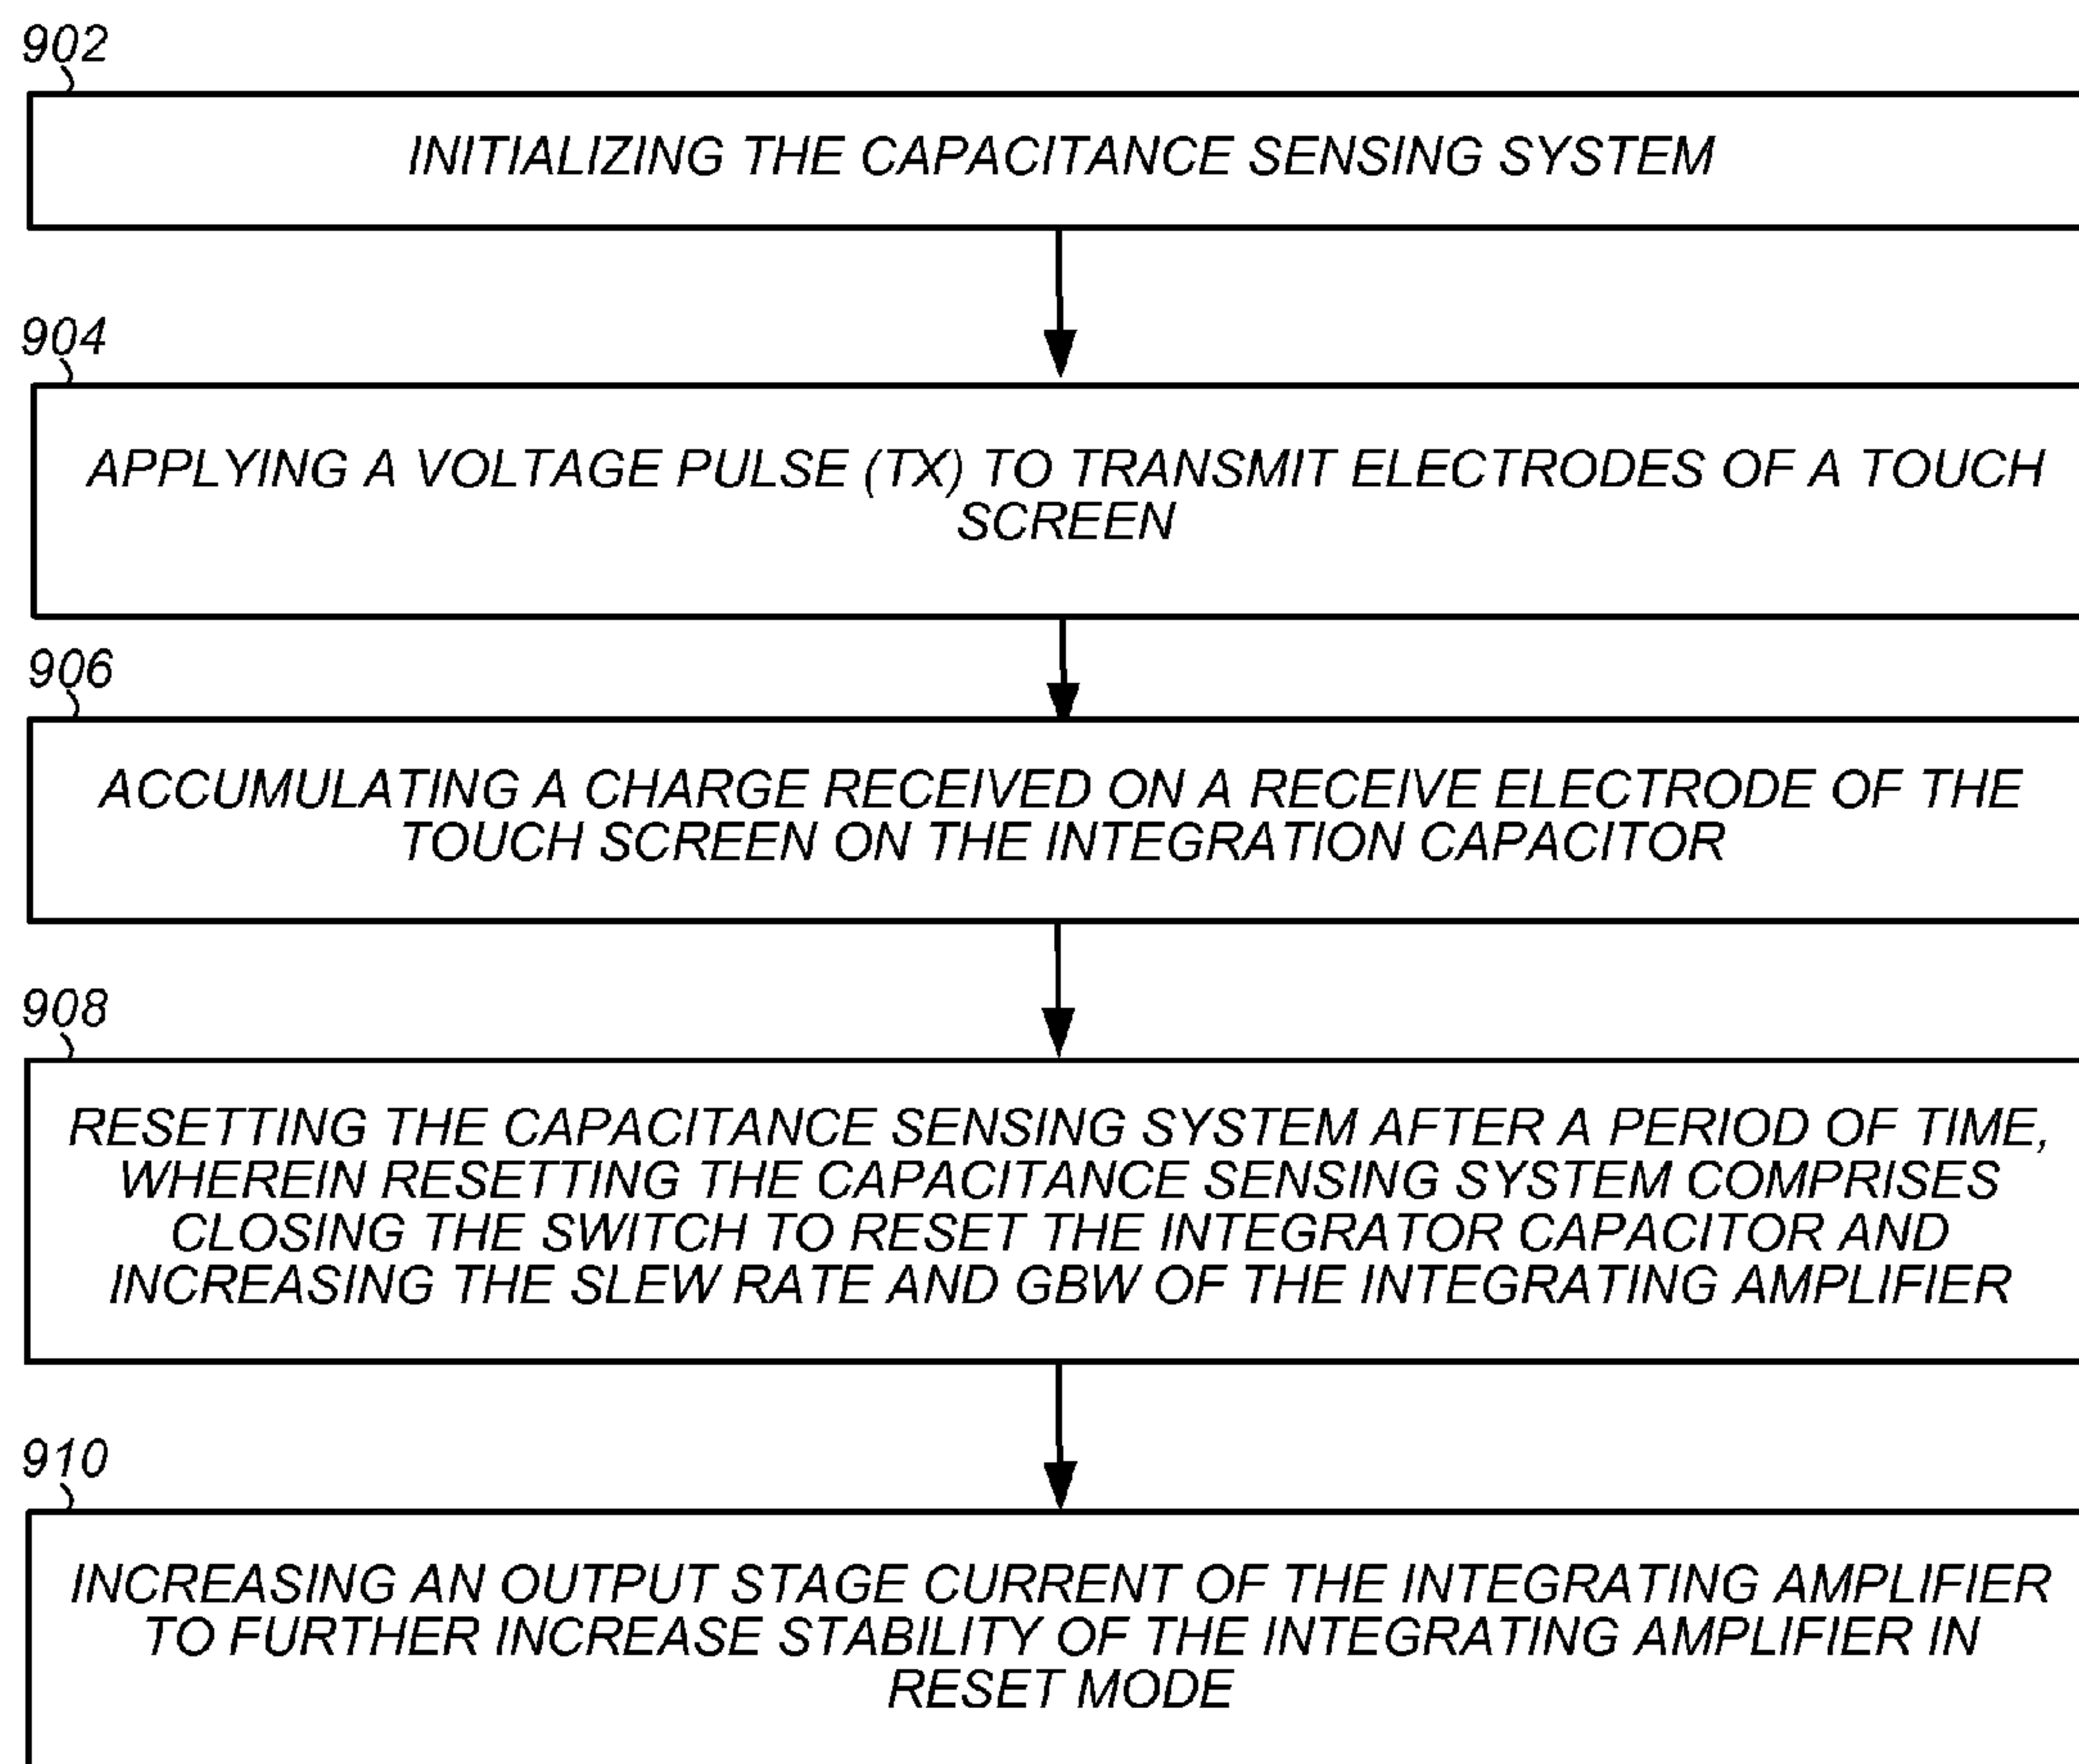 902
INITIALIZING THE CAPACITANCE SENSING SYSTEM
904
APPLYING A VOLTAGE PULSE (TX) TO TRANSMIT ELECTRODES OF A TOUCH
SCREEN
906
ACCUMULATING A CHARGE RECEIVED ON A RECEIVE ELECTRODE OF THE
TOUCH SCREEN ON THE INTEGRATION CAPACITOR
908
RESETTING THE CAPACITANCE SENSING SYSTEM AFTER A PERIOD OF TIME,
WHEREIN RESETTING THE CAPACITANCE SENSING SYSTEM COMPRISES
CLOSING THE SWITCH TO RESET THE INTEGRATOR CAPACITOR AND
INCREASING THE SLEW RATE AND GBW OF THE INTEGRATING AMPLIFIER
910
INCREASING AN OUTPUT STAGE CURRENT OF THE INTEGRATING AMPLIFIER
TO FURTHER INCREASE STABILITY OF THE INTEGRATING AMPLIFIER IN
RESET MODE